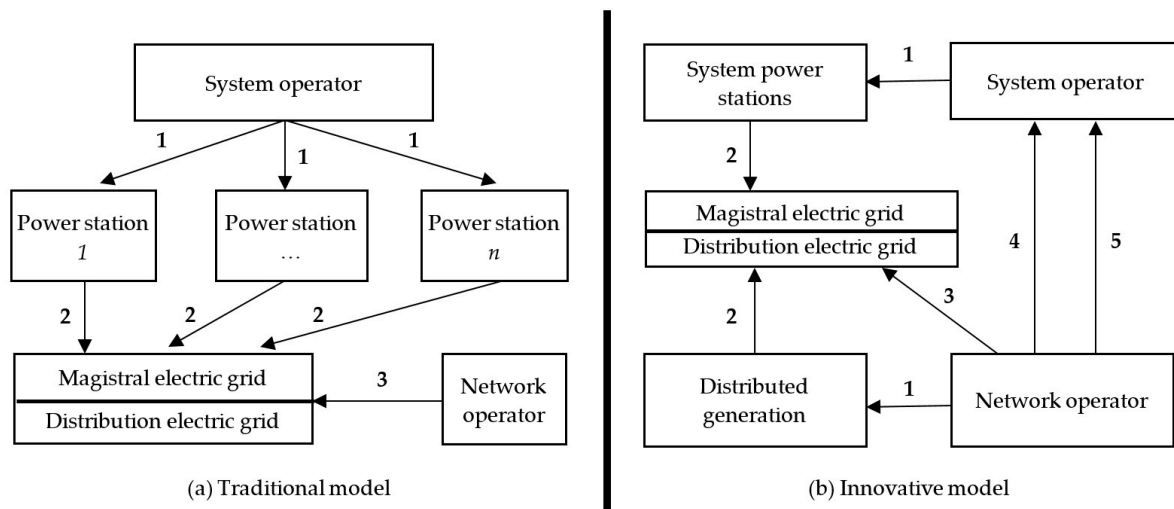 System operator
1
1
1
Power station
1
Power station
...
Power station
n
2
2
2
Magistral electric grid
Distribution electric grid
3
Network
operator
(a) Traditional model
System power
stations
1
System operator
2
Magistral electric grid
Distribution electric grid
4
5
3
2
Distributed
generation
1
Network operator
(b) Innovative model